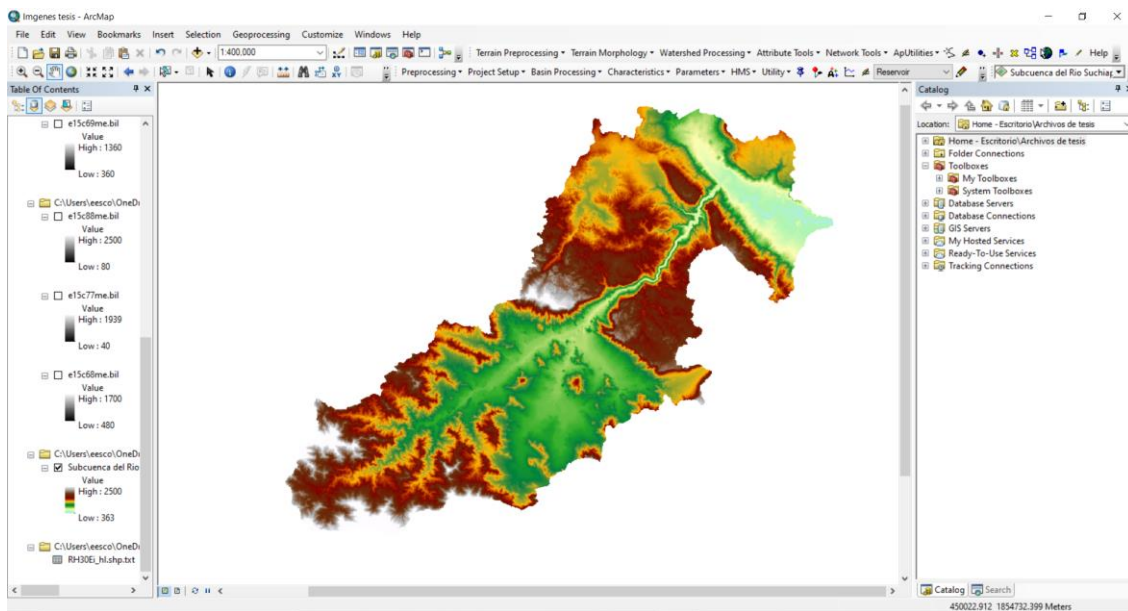 Imgenes tesis - ArcMap
File Edit View Bookmarks Insert Selection Geoprocessing Customize Windows Help
1:400,000
Terrain Preprocessing Terrain Morphology Watershed Processing Attribute Tools Network Tools ApUtilities Help
Preprocessing Project Setup Basin Processing Characteristics Parameters HMS Utility Reservoir Subcuenca del Rio Suchiap
Table Of Contents
e15c69me.bil
Value
High : 1360
Low : 360
C:\Users\eesco\OneDr
e15c88me.bil
Value
High : 2500
Low : 80
e15c77me.bil
Value
High : 1939
Low : 40
e15c68me.bil
Value
High : 1700
Low : 480
C:\Users\eesco\OneDr
Subcuenca del Rio
Value
High : 2500
Low : 363
C:\Users\eesco\OneDr
RH30Ei_hl.shp.txt
Catalog
Location: Home - Escritorio\Archivos de tesis
Home - Escritorio\Archivos de tesis
Folder Connections
Toolboxes
My Toolboxes
System Toolboxes
Database Servers
Database Connections
GIS Servers
My Hosted Services
Ready-To-Use Services
Tracking Connections
Catalog Search
450022.912 1854732.399 Meters